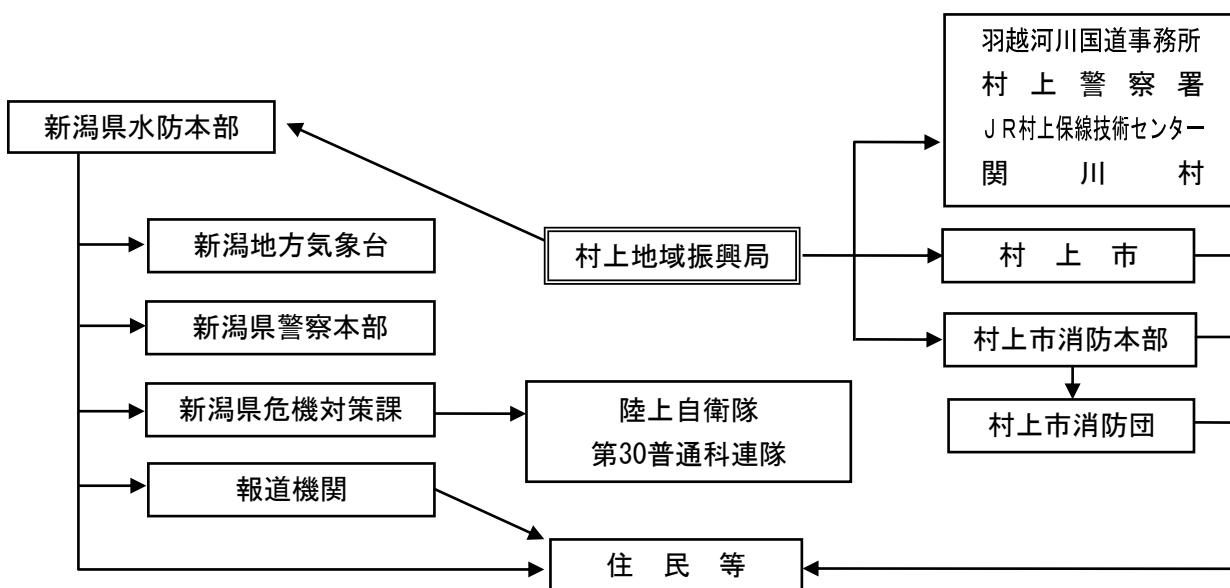 羽越河川国道事務所
村上警察署
JR村上保線技術センター
関川村
新潟県水防本部
新潟地方気象台
村上地域振興局
村上市
新潟県警察本部
村上市消防本部
新潟県危機対策課
陸上自衛隊
第30普通科連隊
村上市消防団
報道機関
住民等